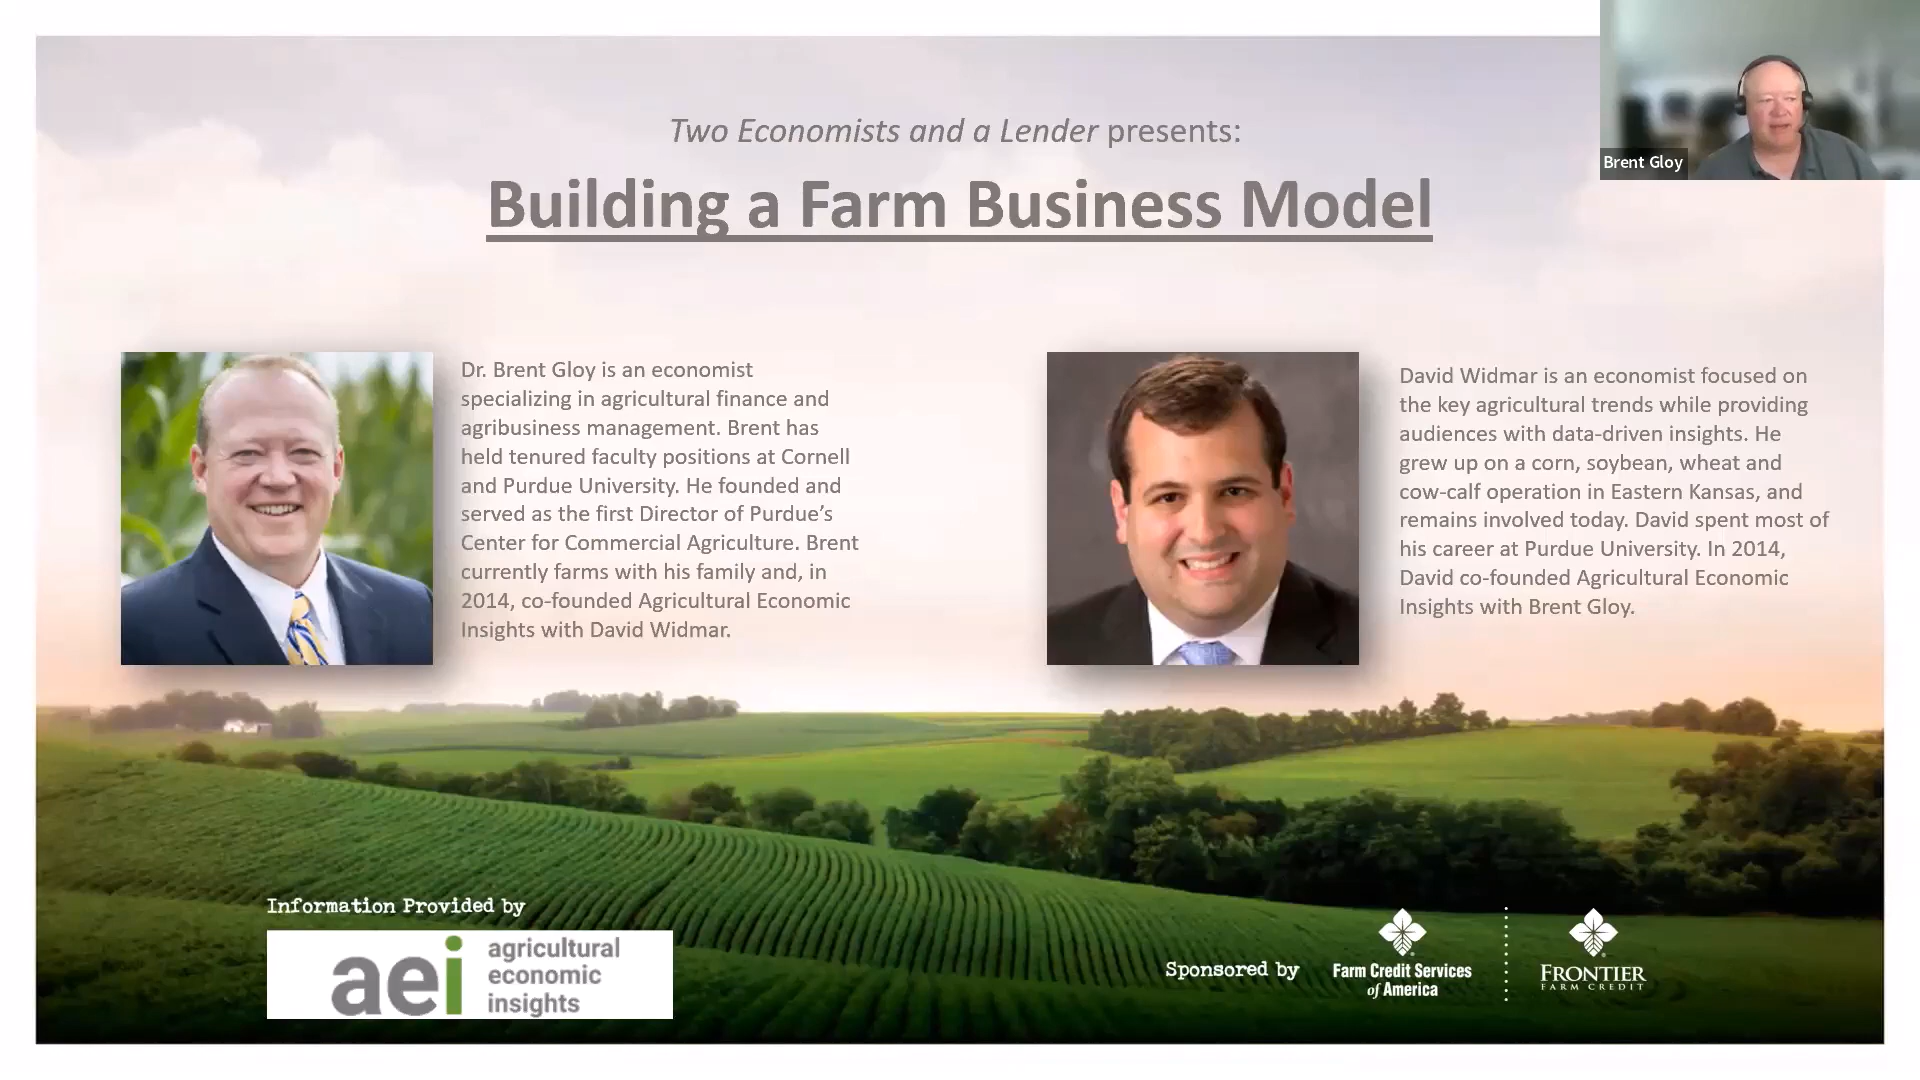 Two Economists and a Lender presents:
Building a Farm Business Model
Brent Gloy
Dr. Brent Gloy is an economist
specializing in agricultural finance and
agribusiness management. Brent has
held tenured faculty positions at Cornell
and Purdue University. He founded and
served as the first Director of Purdue’s
Center for Commercial Agriculture. Brent
currently farms with his family and, in
2014, co-founded Agricultural Economic
Insights with David Widmar.
David Widmar is an economist focused on
the key agricultural trends while providing
audiences with data-driven insights. He
grew up on a corn, soybean, wheat and
cow-calf operation in Eastern Kansas, and
remains involved today. David spent most of
his career at Purdue University. In 2014,
David co-founded Agricultural Economic
Insights with Brent Gloy.
Information Provided by
aei
agricultural
economic
insights
Sponsored by
Farm Credit Services
of America
FRONTIER
FARM CREDIT